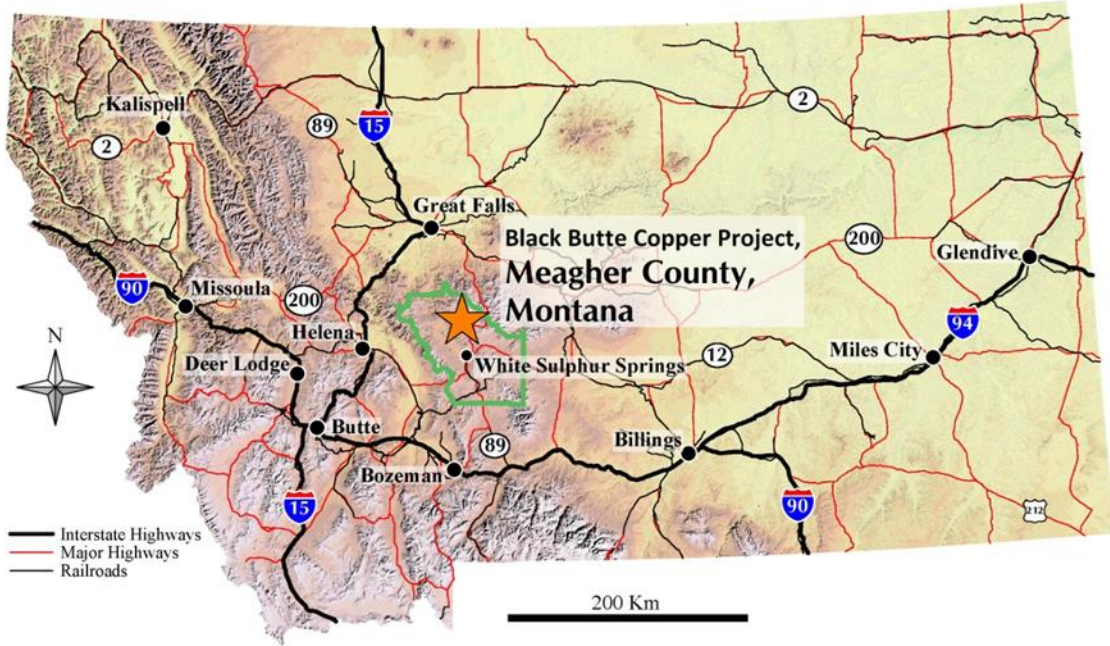 Kalispell
2
89
15
2
Great Falls
Black Butte Copper Project,
Meagher County,
Montana
200
Glendive
90
Missoula
200
Helena
94
N
Deer Lodge
White Sulphur Springs
12
Miles City
Butte
89
Billings
Bozeman
15
90
212
Interstate Highways
Major Highways
Railroads
200 Km